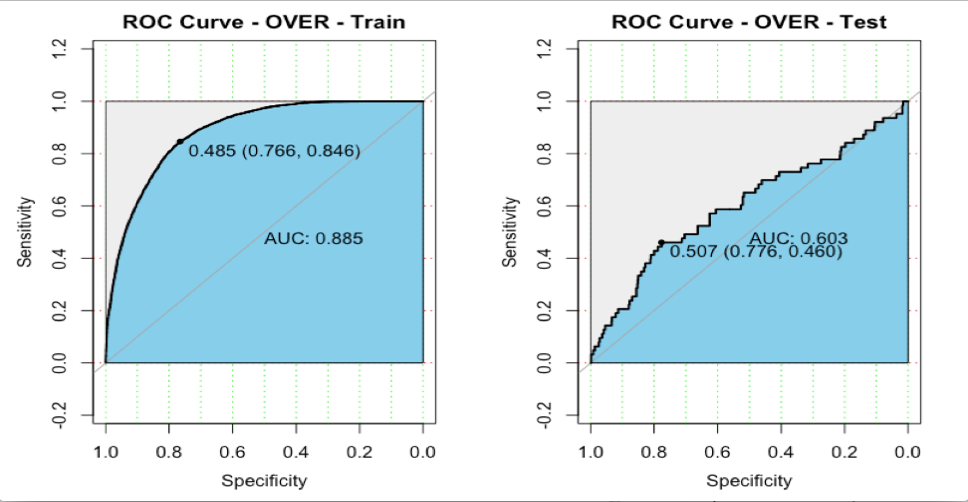 ROC Curve - OVER - Train
1.2
1.0
0.8
0.6
0.4
0.2
0.0
-0.2
Sensitivity
0.485 (0.766, 0.846)
AUC: 0.885
1.0 0.8 0.6 0.4 0.2 0.0
Specificity
ROC Curve - OVER - Test
1.2
1.0
0.8
0.6
0.4
0.2
0.0
-0.2
Sensitivity
AUC: 0.603
0.507 (0.776, 0.460)
1.0 0.8 0.6 0.4 0.2 0.0
Specificity